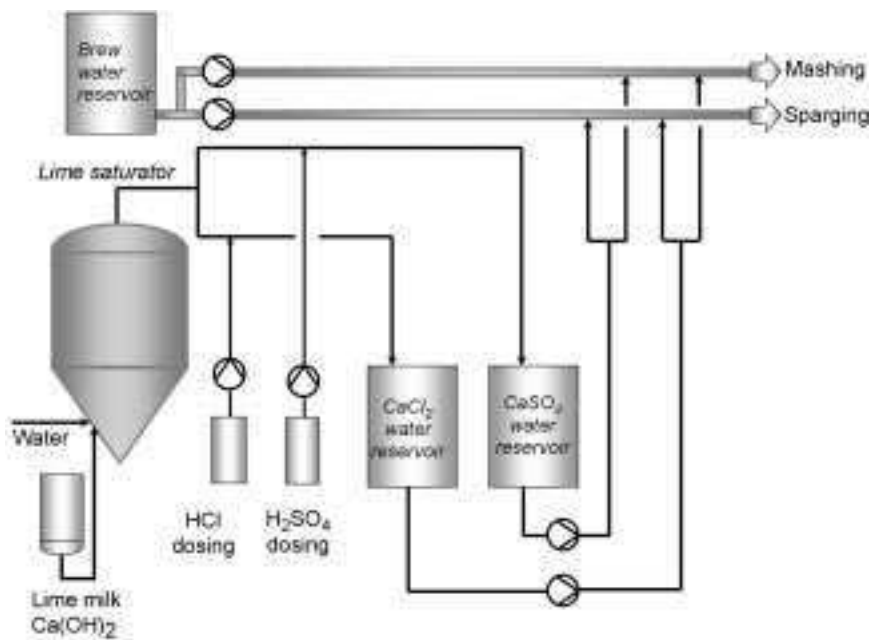 Brew
water
reservoir
Mashing
Sparging
Lime saturator
Water
CaCl₂
water
reservoir
CaSO₄
water
reservoir
HCl
dosing
H₂SO₄
dosing
Lime milk
Ca(OH)₂